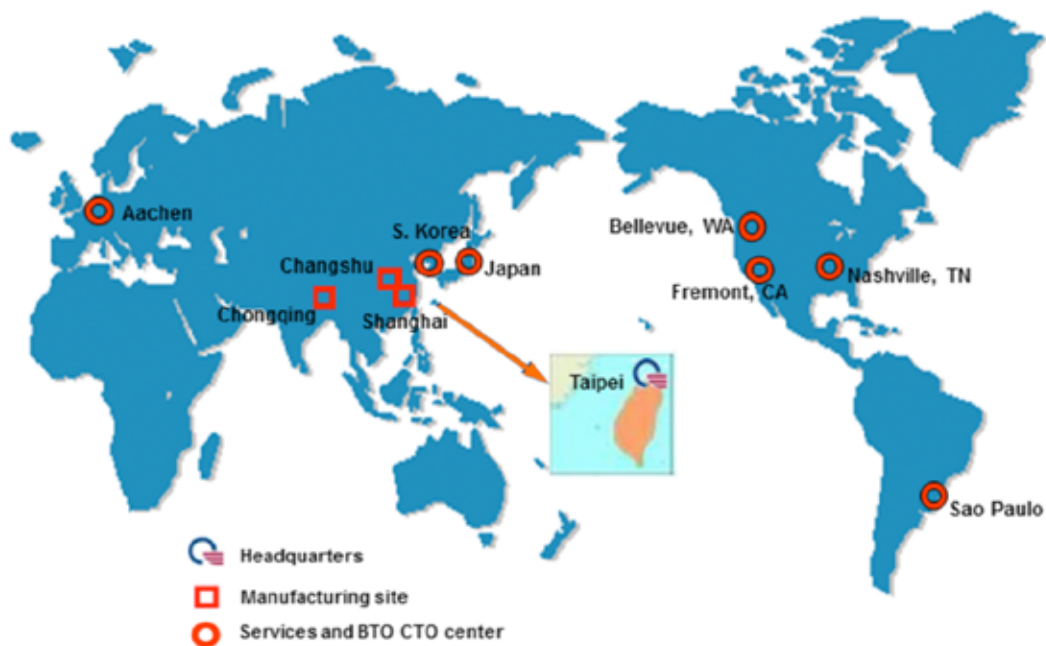 Aachen
S. Korea
Changshu
Japan
Chongqing
Shanghai
Bellevue, WA
Fremont, CA
Nashville, TN
Taipei
Sao Paulo
Headquarters
Manufacturing site
Services and BTO CTO center